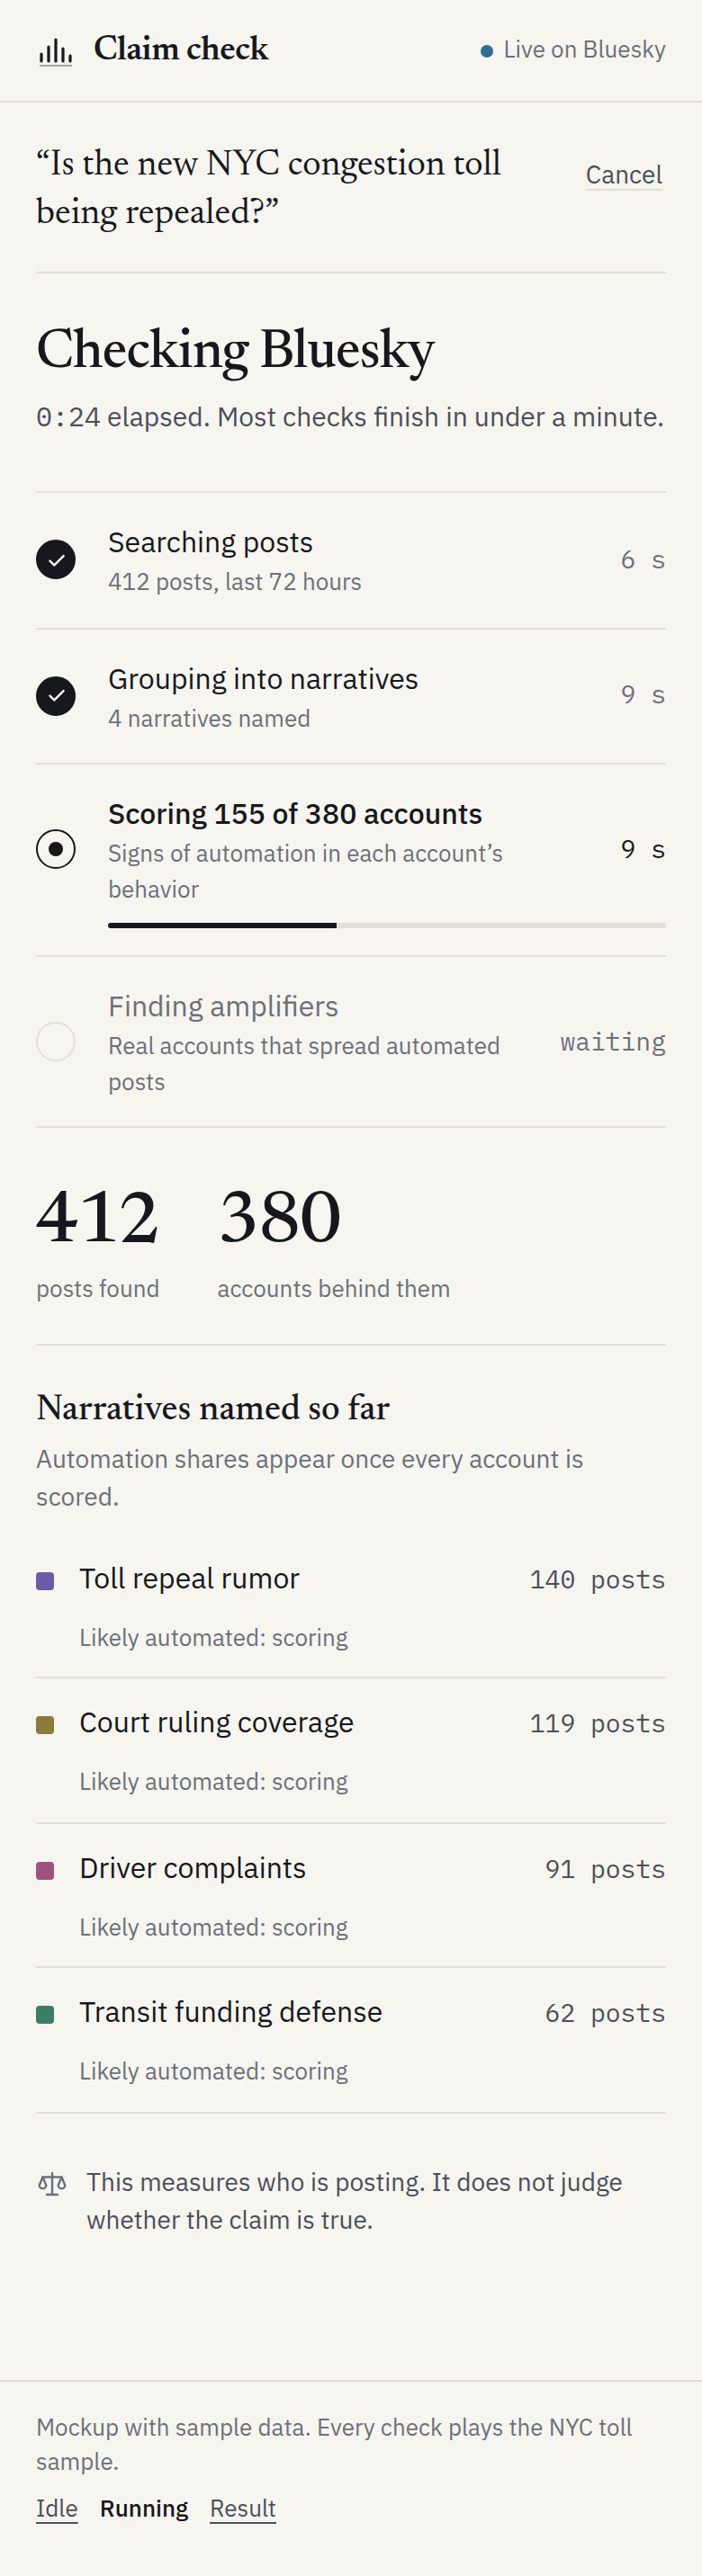 Claim check
Live on Bluesky
“Is the new NYC congestion toll
being repealed?”
Cancel
Checking Bluesky
0:24 elapsed. Most checks finish in under a minute.
Searching posts
412 posts, last 72 hours
6 s
Grouping into narratives
4 narratives named
9 s
Scoring 155 of 380 accounts
Signs of automation in each account’s
behavior
9 s
Finding amplifiers
Real accounts that spread automated
posts
waiting
412
posts found
380
accounts behind them
Narratives named so far
Automation shares appear once every account is
scored.
Toll repeal rumor
140 posts
Likely automated: scoring
Court ruling coverage
119 posts
Likely automated: scoring
Driver complaints
91 posts
Likely automated: scoring
Transit funding defense
62 posts
Likely automated: scoring
This measures who is posting. It does not judge
whether the claim is true.
Mockup with sample data. Every check plays the NYC toll
sample.
Idle Running Result